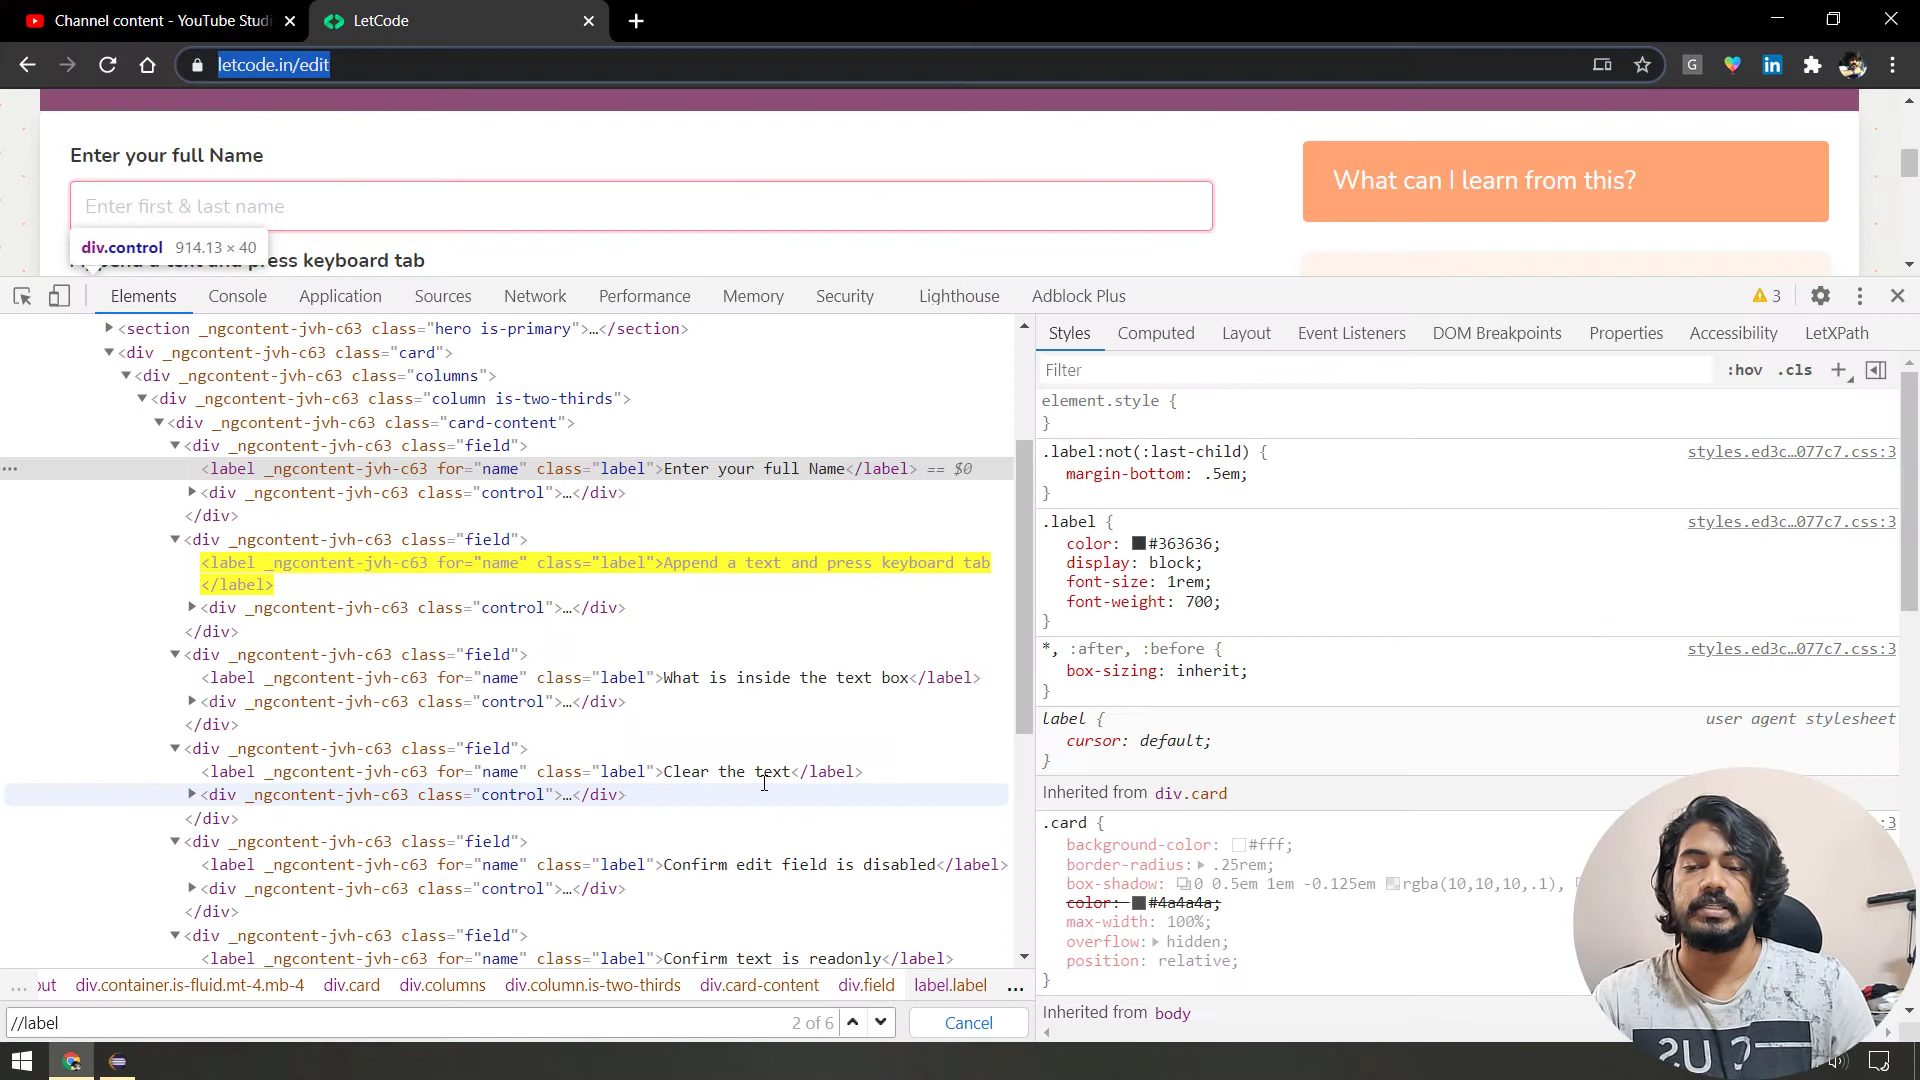 Channel content - YouTube Studi
LetCode
letcode.in/edit
Enter your full Name
Enter first & last name
div.control 914.13 × 40
press keyboard tab
What can I learn from this?
Elements Console Application Sources Network Performance Memory Security Lighthouse Adblock Plus 3
<section _ngcontent-jvh-c63 class="hero is-primary">…</section>
<div _ngcontent-jvh-c63 class="card">
<div _ngcontent-jvh-c63 class="columns">
<div _ngcontent-jvh-c63 class="column is-two-thirds">
<div _ngcontent-jvh-c63 class="card-content">
<div _ngcontent-jvh-c63 class="field">
<label _ngcontent-jvh-c63 for="name" class="label">Enter your full Name</label> == $0
<div _ngcontent-jvh-c63 class="control">…</div>
</div>
<div _ngcontent-jvh-c63 class="field">
<label _ngcontent-jvh-c63 for="name" class="label">Append a text and press keyboard tab
</label>
<div _ngcontent-jvh-c63 class="control">…</div>
</div>
<div _ngcontent-jvh-c63 class="field">
<label _ngcontent-jvh-c63 for="name" class="label">What is inside the text box</label>
<div _ngcontent-jvh-c63 class="control">…</div>
</div>
<div _ngcontent-jvh-c63 class="field">
<label _ngcontent-jvh-c63 for="name" class="label">Clear the text</label>
<div _ngcontent-jvh-c63 class="control">…</div>
</div>
<div _ngcontent-jvh-c63 class="field">
<label _ngcontent-jvh-c63 for="name" class="label">Confirm edit field is disabled</label>
<div _ngcontent-jvh-c63 class="control">…</div>
</div>
<div _ngcontent-jvh-c63 class="field">
<label _ngcontent-jvh-c63 for="name" class="label">Confirm text is readonly</label>
... out div.container.is-fluid.mt-4.mb-4 div.card div.columns div.column.is-two-thirds div.card-content div.field label.label ...
//label 2 of 6 Cancel
Styles Computed Layout Event Listeners DOM Breakpoints Properties Accessibility LetXPath
Filter :hov .cls +
element.style {
}
.label:not(:last-child) { styles.ed3c…077c7.css:3
margin-bottom: .5em;
}
.label { styles.ed3c…077c7.css:3
color: #363636;
display: block;
font-size: 1rem;
font-weight: 700;
}
*, :after, :before { styles.ed3c…077c7.css:3
box-sizing: inherit;
}
label { user agent stylesheet
cursor: default;
}
Inherited from div.card
.card { :3
background-color: #fff;
border-radius: .25rem;
box-shadow: 0 0.5em 1em -0.125em rgba(10,10,10,.1),
color: #4a4a4a;
max-width: 100%;
overflow: hidden;
position: relative;
}
Inherited from body